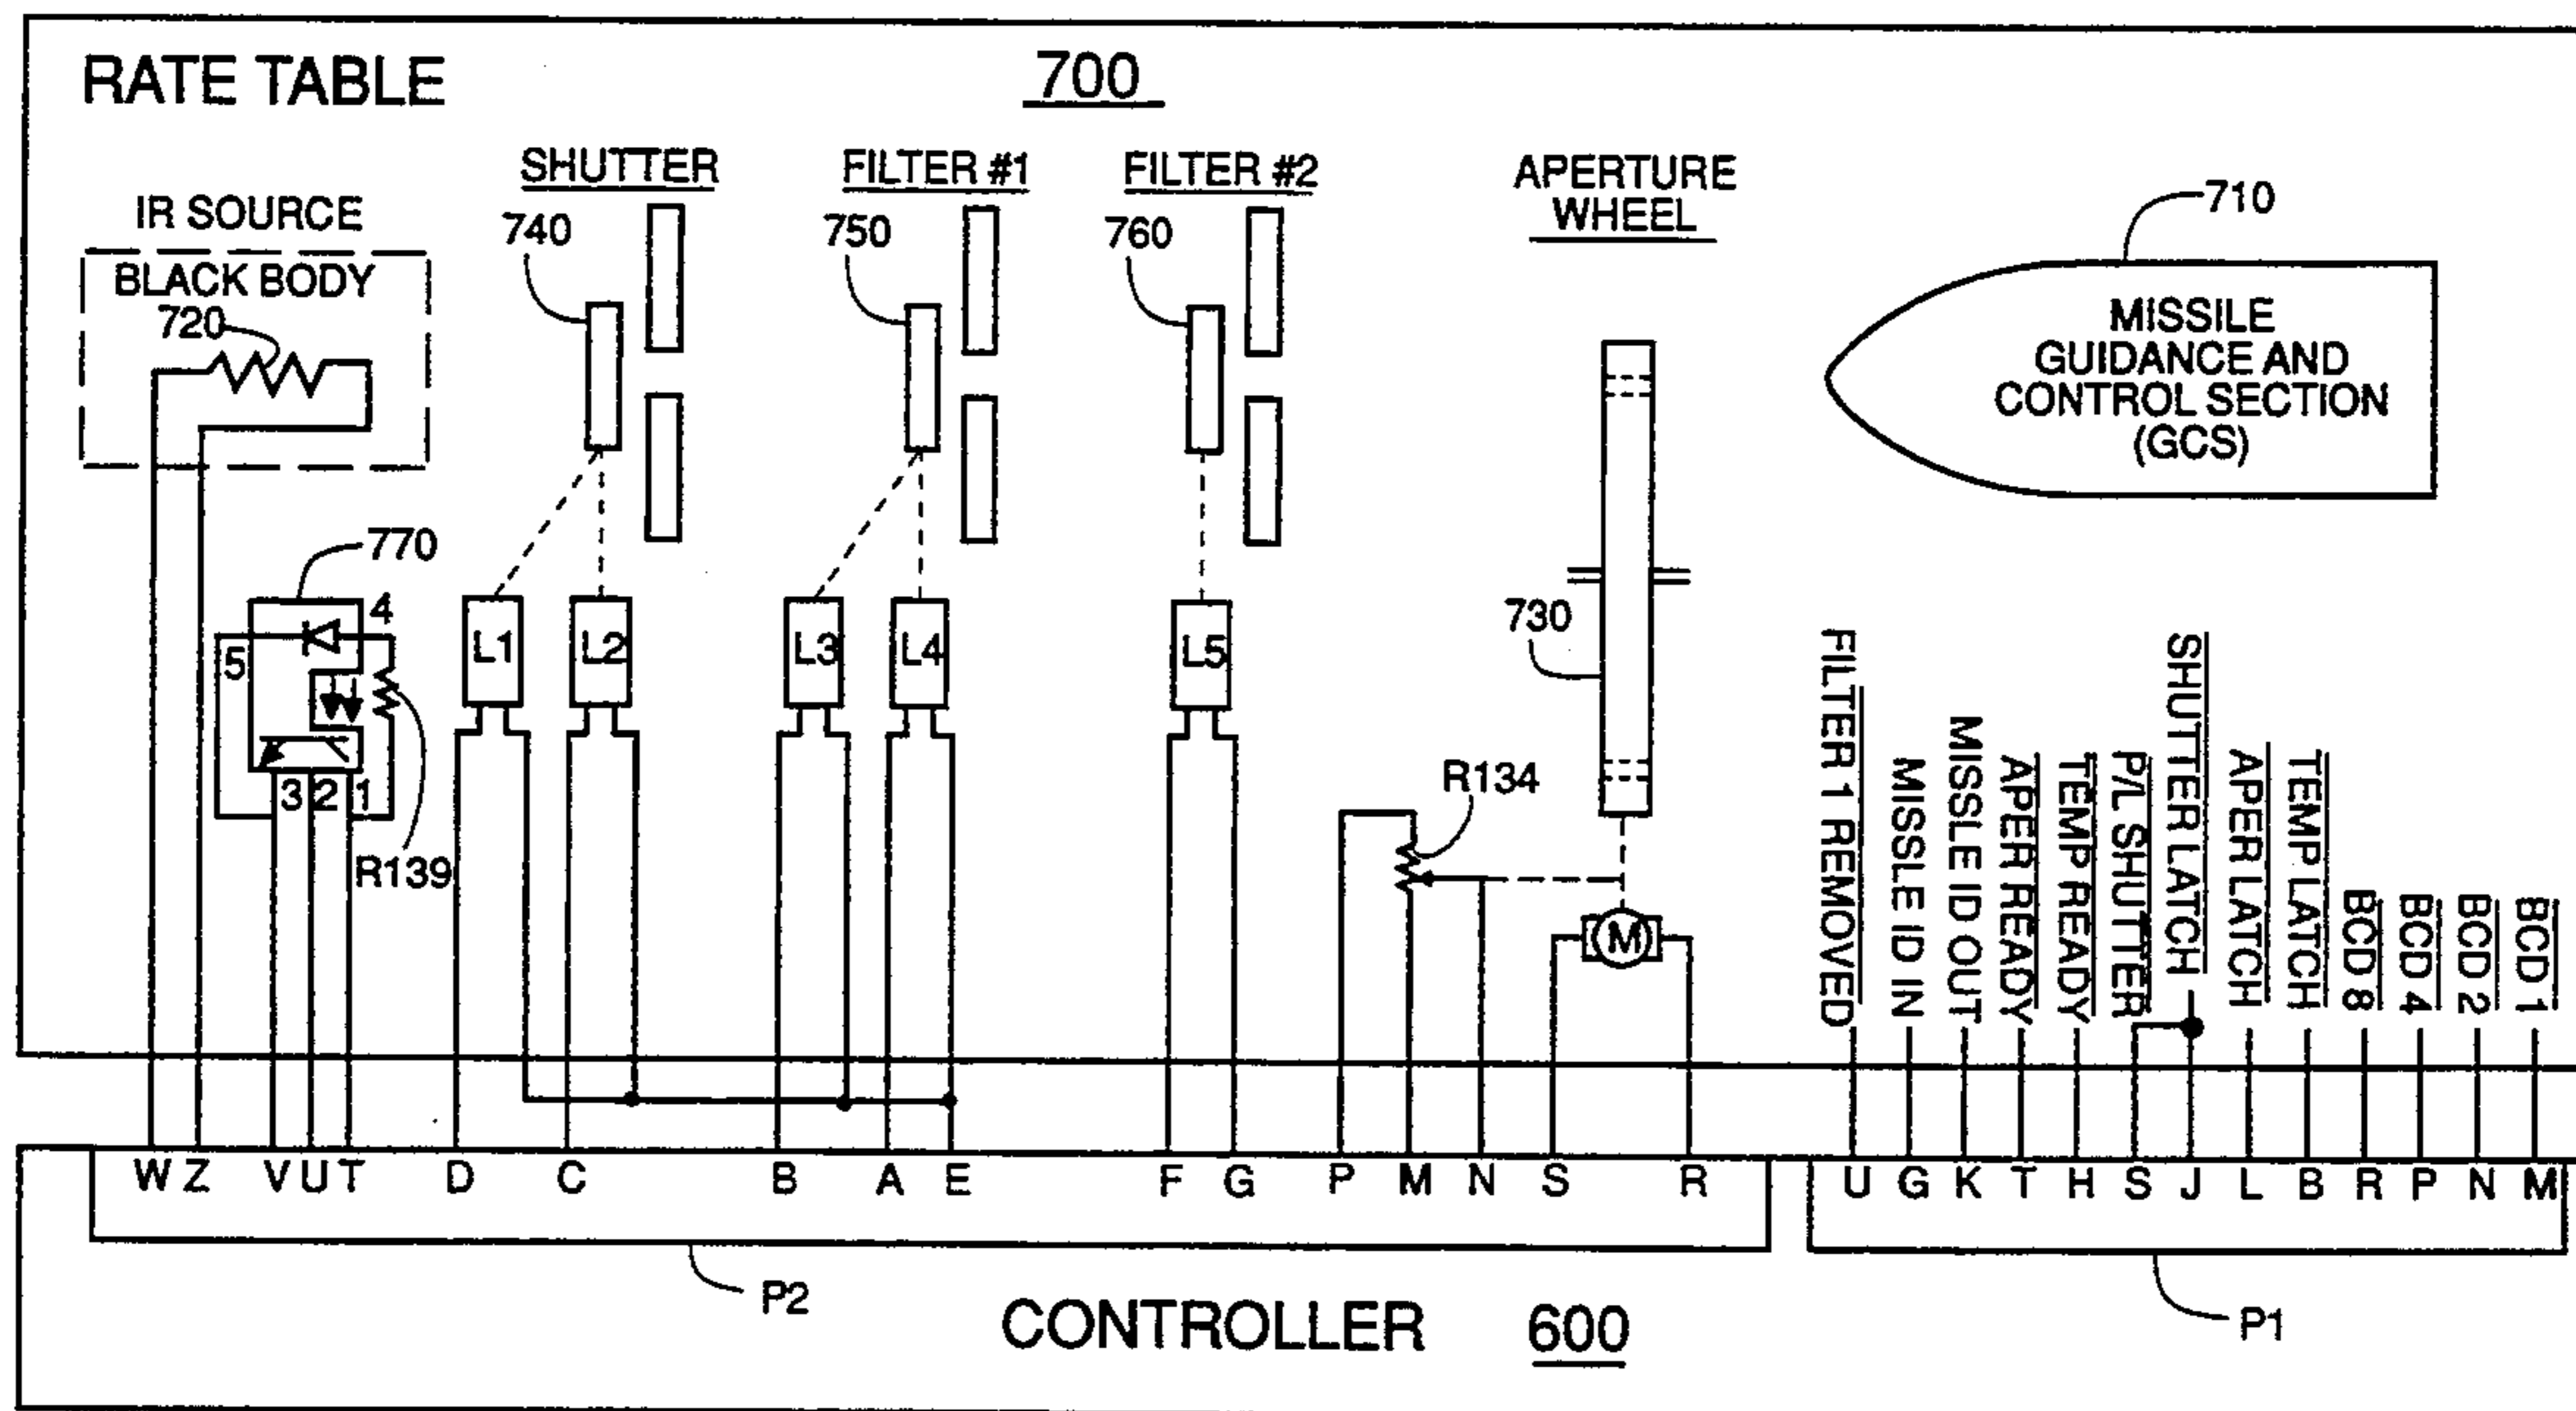 RATE TABLE
700
SHUTTER
FILTER #1
FILTER #2
APERTURE
WHEEL
IR SOURCE
BLACK BODY
720
740
750
760
710
MISSILE
GUIDANCE AND
CONTROL SECTION
(GCS)
770
4
5
3 2 1
R139
L1
L2
L3
L4
L5
730
R134
M
FILTER 1 REMOVED
MISSLE ID IN
MISSLE ID OUT
APER READY
TEMP READY
P/L SHUTTER
SHUTTER LATCH
APER LATCH
TEMP LATCH
BCD 8
BCD 4
BCD 2
BCD 1
W Z V U T D C B A E F G P M N S R
U G K T H S J L B R P N M
P2
P1
CONTROLLER 600